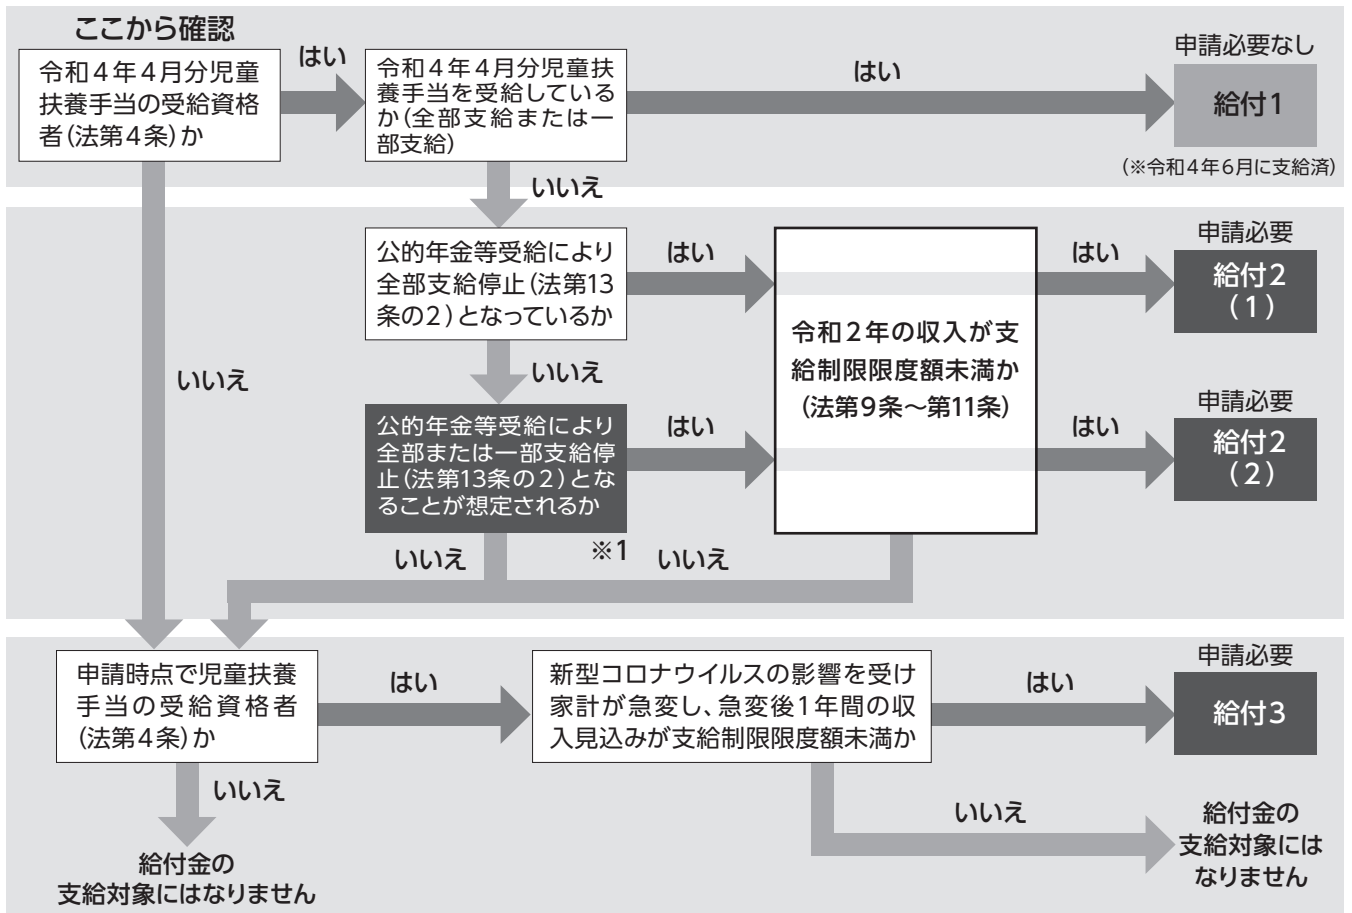 ここから確認
令和4年4月分児童
扶養手当の受給資格
者(法第4条)か
はい
令和4年4月分児童扶
養手当を受給している
か(全部支給または一
部支給)
はい
申請必要なし
給付1
(※令和4年6月に支給済)
いいえ
公的年金等受給により
全部支給停止(法第13
条の2)となっているか
はい
令和2年の収入が支
給制限限度額未満か
(法第9条～第11条)
はい
申請必要
給付2
(1)
いいえ
いいえ
公的年金等受給により
全部または一部支給停
止(法第13条の2)とな
ることが想定されるか
はい
はい
申請必要
給付2
(2)
いいえ
※1
いいえ
申請時点で児童扶養
手当の受給資格者
(法第4条)か
はい
新型コロナウイルスの影響を受け
家計が急変し、急変後1年間の収
入見込みが支給制限限度額未満か
はい
申請必要
給付3
いいえ
給付金の
支給対象にはなりません
いいえ
給付金の
支給対象には
なりません